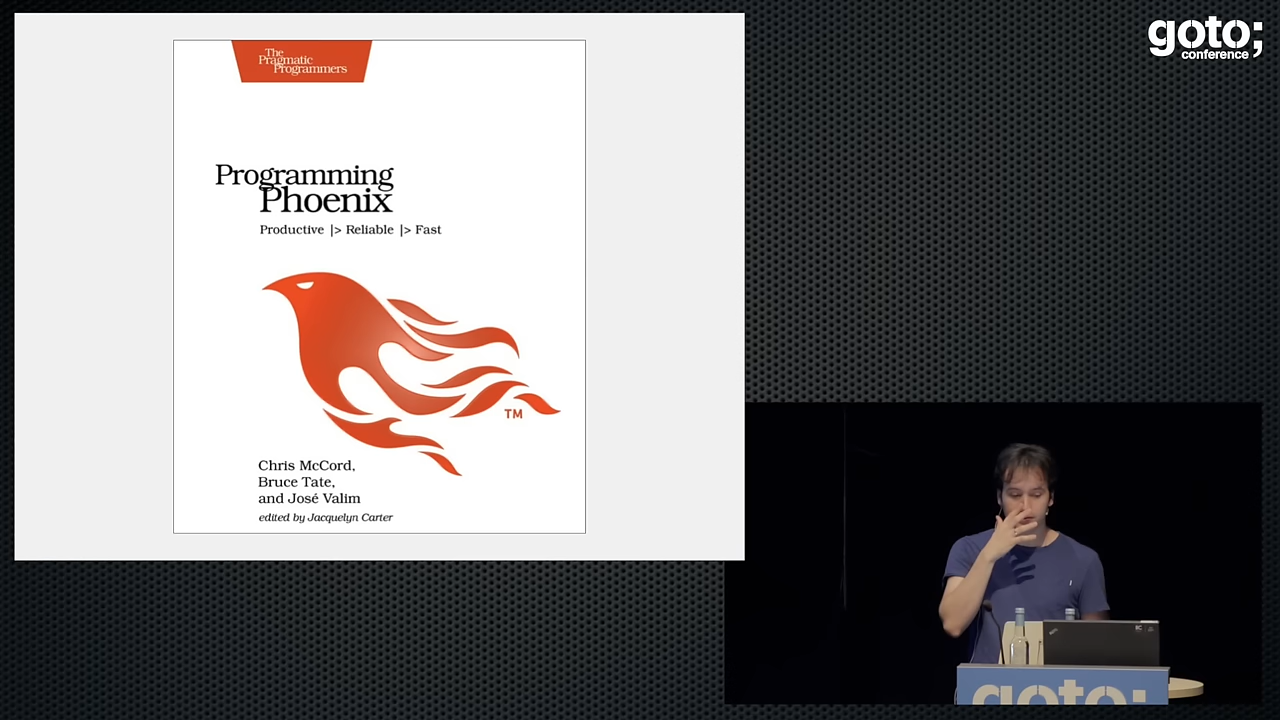 The
Pragmatic
Programmers
Programming
Phoenix
Productive |> Reliable |> Fast
TM
Chris McCord,
Bruce Tate,
and José Valim
edited by Jacquelyn Carter
goto;
conference
goto;